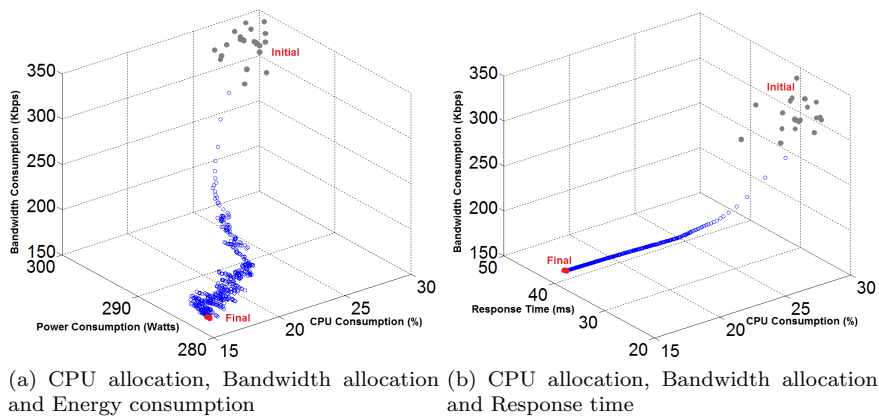 350
300
250
200
150
300
290
280
15
20
25
30
Bandwidth Consumption (Kbps)
Power Consumption (Watts)
CPU Consumption (%)
Initial
Final
350
300
250
200
150
50
40
30
20
15
20
25
30
Bandwidth Consumption (Kbps)
Response Time (ms)
CPU Consumption (%)
Initial
Final
(a) CPU allocation, Bandwidth allocation
and Energy consumption
(b) CPU allocation, Bandwidth allocation
and Response time